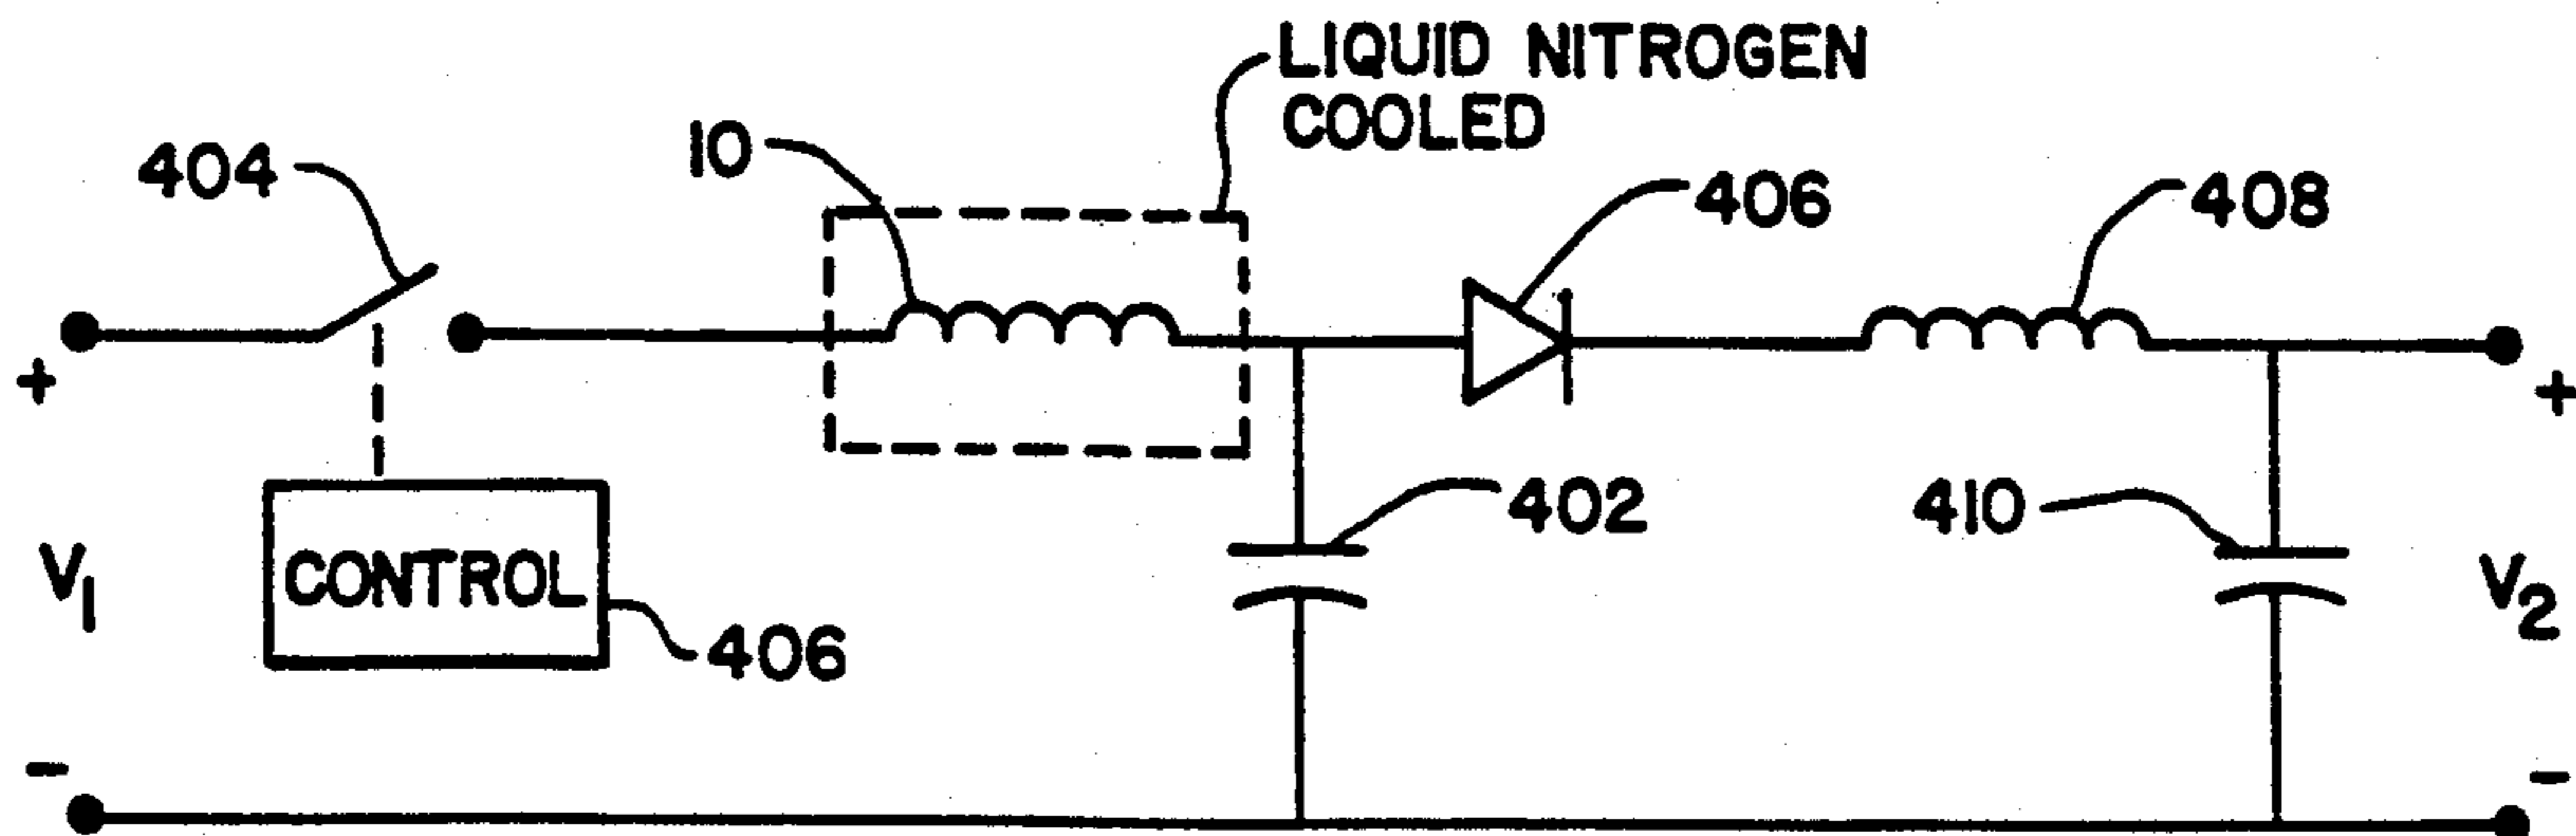 LIQUID NITROGEN
COOLED
10
404
406
408
+
+
402
410
V1
CONTROL
V2
406
-
-